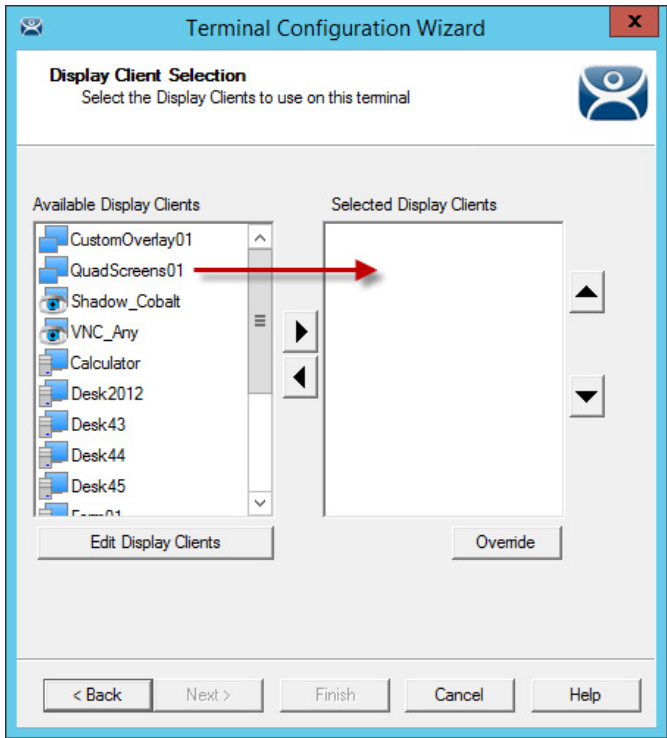 Terminal Configuration Wizard
x
Display Client Selection
Select the Display Clients to use on this terminal
Available Display Clients
Selected Display Clients
CustomOverlay01
QuadScreens01
Shadow_Cobalt
VNC_Any
Calculator
Desk2012
Desk43
Desk44
Desk45
Form01
Edit Display Clients
Override
< Back
Next >
Finish
Cancel
Help